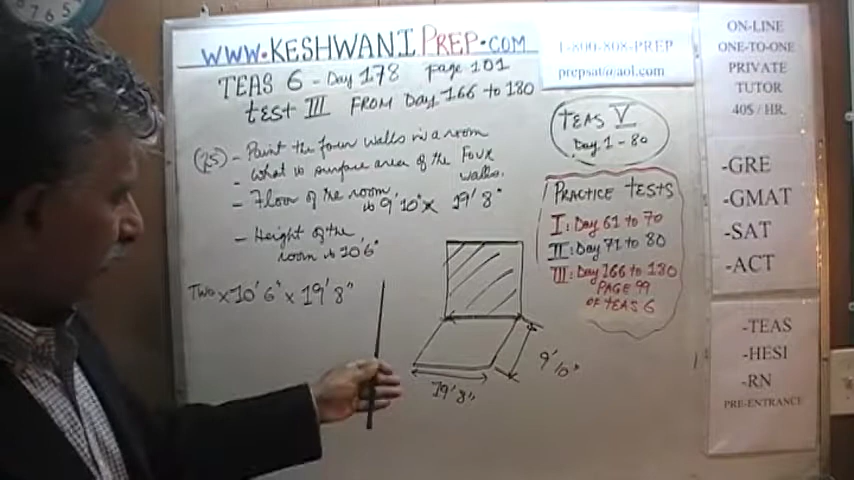 WWW.KESHWANIPREP.COM
TEAS 6 - Day 178 page 101
test III FROM Day 166 to 180
(25) - Paint the four walls in a room
- what is surface area of the Four
walls.
- Floor of the room
is 9'10" x 19'8"
- Height of the
room is 10'6"
Two x 10'6" x 19'8"
19'8"
9'10"
1-800-808-PREP
prepsat@aol.com
TEAS V
Day 1 - 80
PRACTICE TESTS
I: Day 61 to 70
II: Day 71 to 80
III: Day 166 to 180
PAGE 99
OF TEAS 6
ON-LINE
ONE-TO-ONE
PRIVATE
TUTOR
40$ / HR.
-GRE
-GMAT
-SAT
-ACT
-TEAS
-HESI
-RN
PRE-ENTRANCE